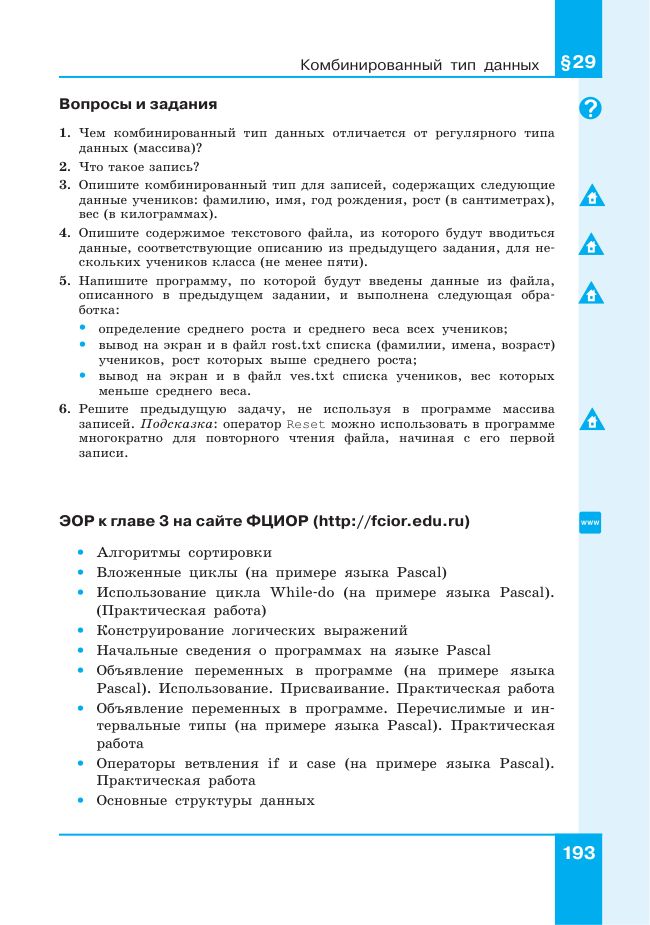 Комбинированный тип данных
§29
Вопросы и задания
?
1. Чем комбинированный тип данных отличается от регулярного типа
данных (массива)?
2. Что такое запись?
3. Опишите комбинированный тип для записей, содержащих следующие
данные учеников: фамилию, имя, год рождения, рост (в сантиметрах),
вес (в килограммах).
4. Опишите содержимое текстового файла, из которого будут вводиться
данные, соответствующие описанию из предыдущего задания, для не-
скольких учеников класса (не менее пяти).
5. Напишите программу, по которой будут введены данные из файла,
описанного в предыдущем задании, и выполнена следующая обра-
ботка:
• определение среднего роста и среднего веса всех учеников;
• вывод на экран и в файл rost.txt списка (фамилии, имена, возраст)
учеников, рост которых выше среднего роста;
• вывод на экран и в файл ves.txt списка учеников, вес которых
меньше среднего веса.
6. Решите предыдущую задачу, не используя в программе массива
записей. Подсказка: оператор Reset можно использовать в программе
многократно для повторного чтения файла, начиная с его первой
записи.
ЭОР к главе 3 на сайте ФЦИОР (http://fcior.edu.ru)
www
• Алгоритмы сортировки
• Вложенные циклы (на примере языка Pascal)
• Использование цикла While-do (на примере языка Pascal).
(Практическая работа)
• Конструирование логических выражений
• Начальные сведения о программах на языке Pascal
• Объявление переменных в программе (на примере языка
Pascal). Использование. Присваивание. Практическая работа
• Объявление переменных в программе. Перечислимые и ин-
тервальные типы (на примере языка Pascal). Практическая
работа
• Операторы ветвления if и case (на примере языка Pascal).
Практическая работа
• Основные структуры данных
193